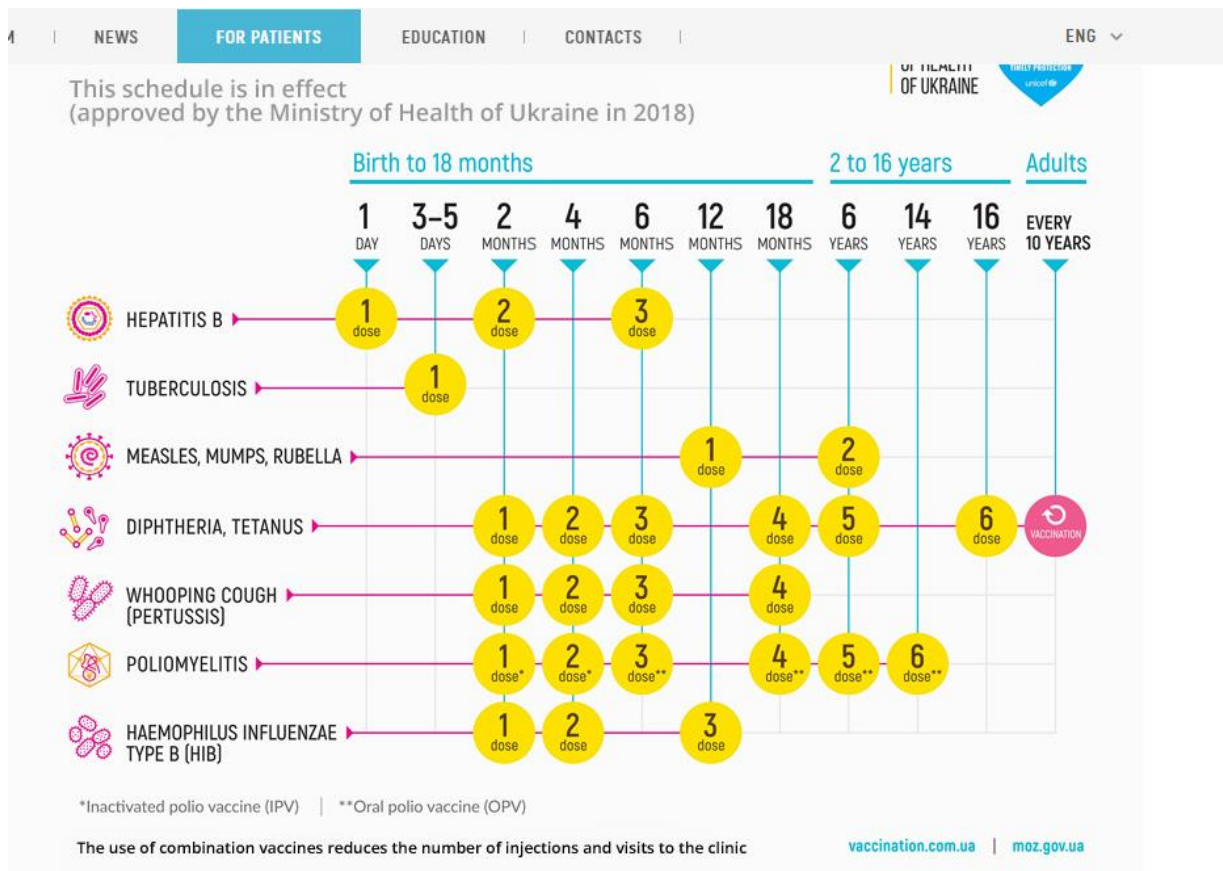 NEWS
FOR PATIENTS
EDUCATION
CONTACTS
ENG
This schedule is in effect
(approved by the Ministry of Health of Ukraine in 2018)
OF HEALTH
OF UKRAINE
TIMELY PROTECTION
unicef
Birth to 18 months
2 to 16 years
Adults
1 DAY
3–5 DAYS
2 MONTHS
4 MONTHS
6 MONTHS
12 MONTHS
18 MONTHS
6 YEARS
14 YEARS
16 YEARS
EVERY
10 YEARS
HEPATITIS B
1 dose
2 dose
3 dose
TUBERCULOSIS
1 dose
MEASLES, MUMPS, RUBELLA
1 dose
2 dose
DIPHTHERIA, TETANUS
1 dose
2 dose
3 dose
4 dose
5 dose
6 dose
VACCINATION
WHOOPING COUGH
(PERTUSSIS)
1 dose
2 dose
3 dose
4 dose
POLIOMYELITIS
1 dose*
2 dose*
3 dose**
4 dose**
5 dose**
6 dose**
HAEMOPHILUS INFLUENZAE
TYPE B (HIB)
1 dose
2 dose
3 dose
*Inactivated polio vaccine (IPV) | **Oral polio vaccine (OPV)
The use of combination vaccines reduces the number of injections and visits to the clinic
vaccination.com.ua | moz.gov.ua